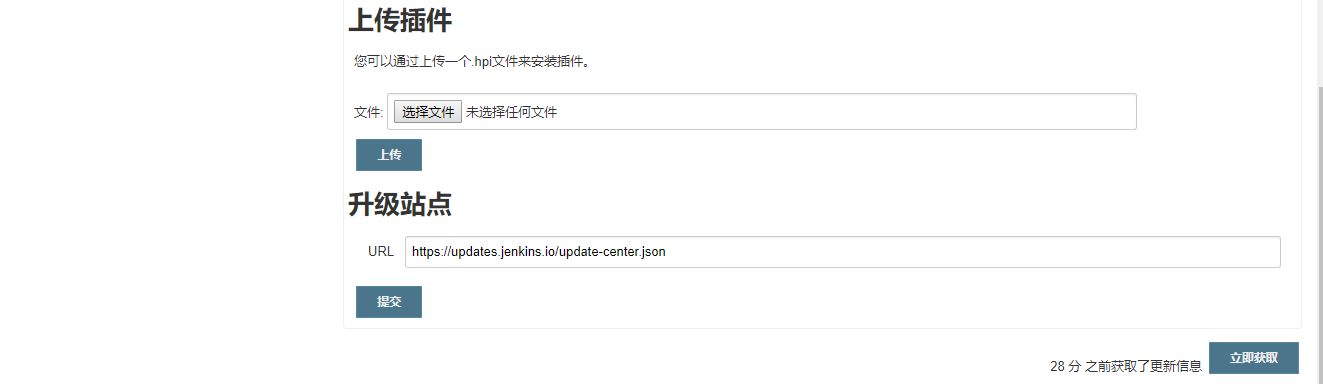 上传插件
您可以通过上传一个.hpi文件来安装插件。
文件: 选择文件 未选择任何文件
上传
升级站点
URL https://updates.jenkins.io/update-center.json
提交
28 分 之前获取了更新信息 立即获取